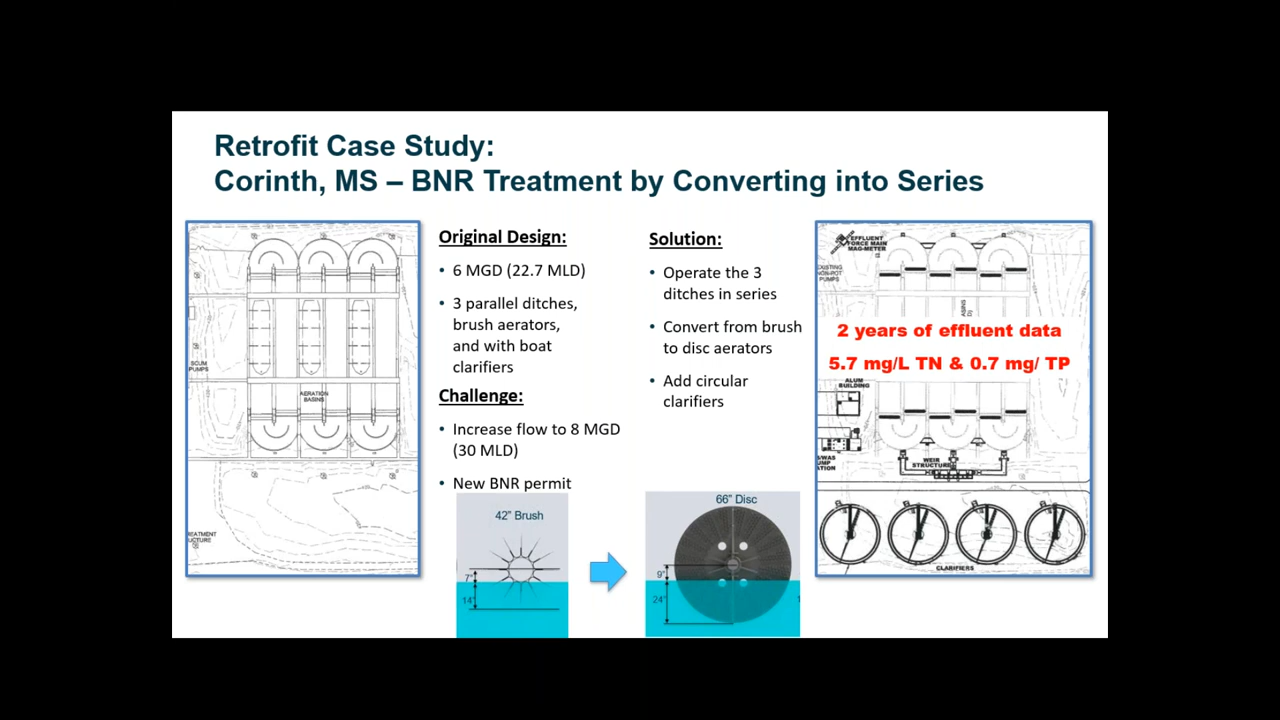 Retrofit Case Study:
Corinth, MS – BNR Treatment by Converting into Series
SCUM
PUMPS
AERATION
BASINS
Original Design:
• 6 MGD (22.7 MLD)
• 3 parallel ditches,
brush aerators,
and with boat
clarifiers
Challenge:
• Increase flow to 8 MGD
(30 MLD)
• New BNR permit
42" Brush
7"
14"
Solution:
• Operate the 3
ditches in series
• Convert from brush
to disc aerators
• Add circular
clarifiers
66" Disc
9"
24"
EFFLUENT
FORCE MAIN
MAG-METER
EXISTING
NON-POT
PUMPS
2 years of effluent data
5.7 mg/L TN & 0.7 mg/ TP
ALUM
BUILDING
WEIR
STRUCTURE
CLARIFIERS